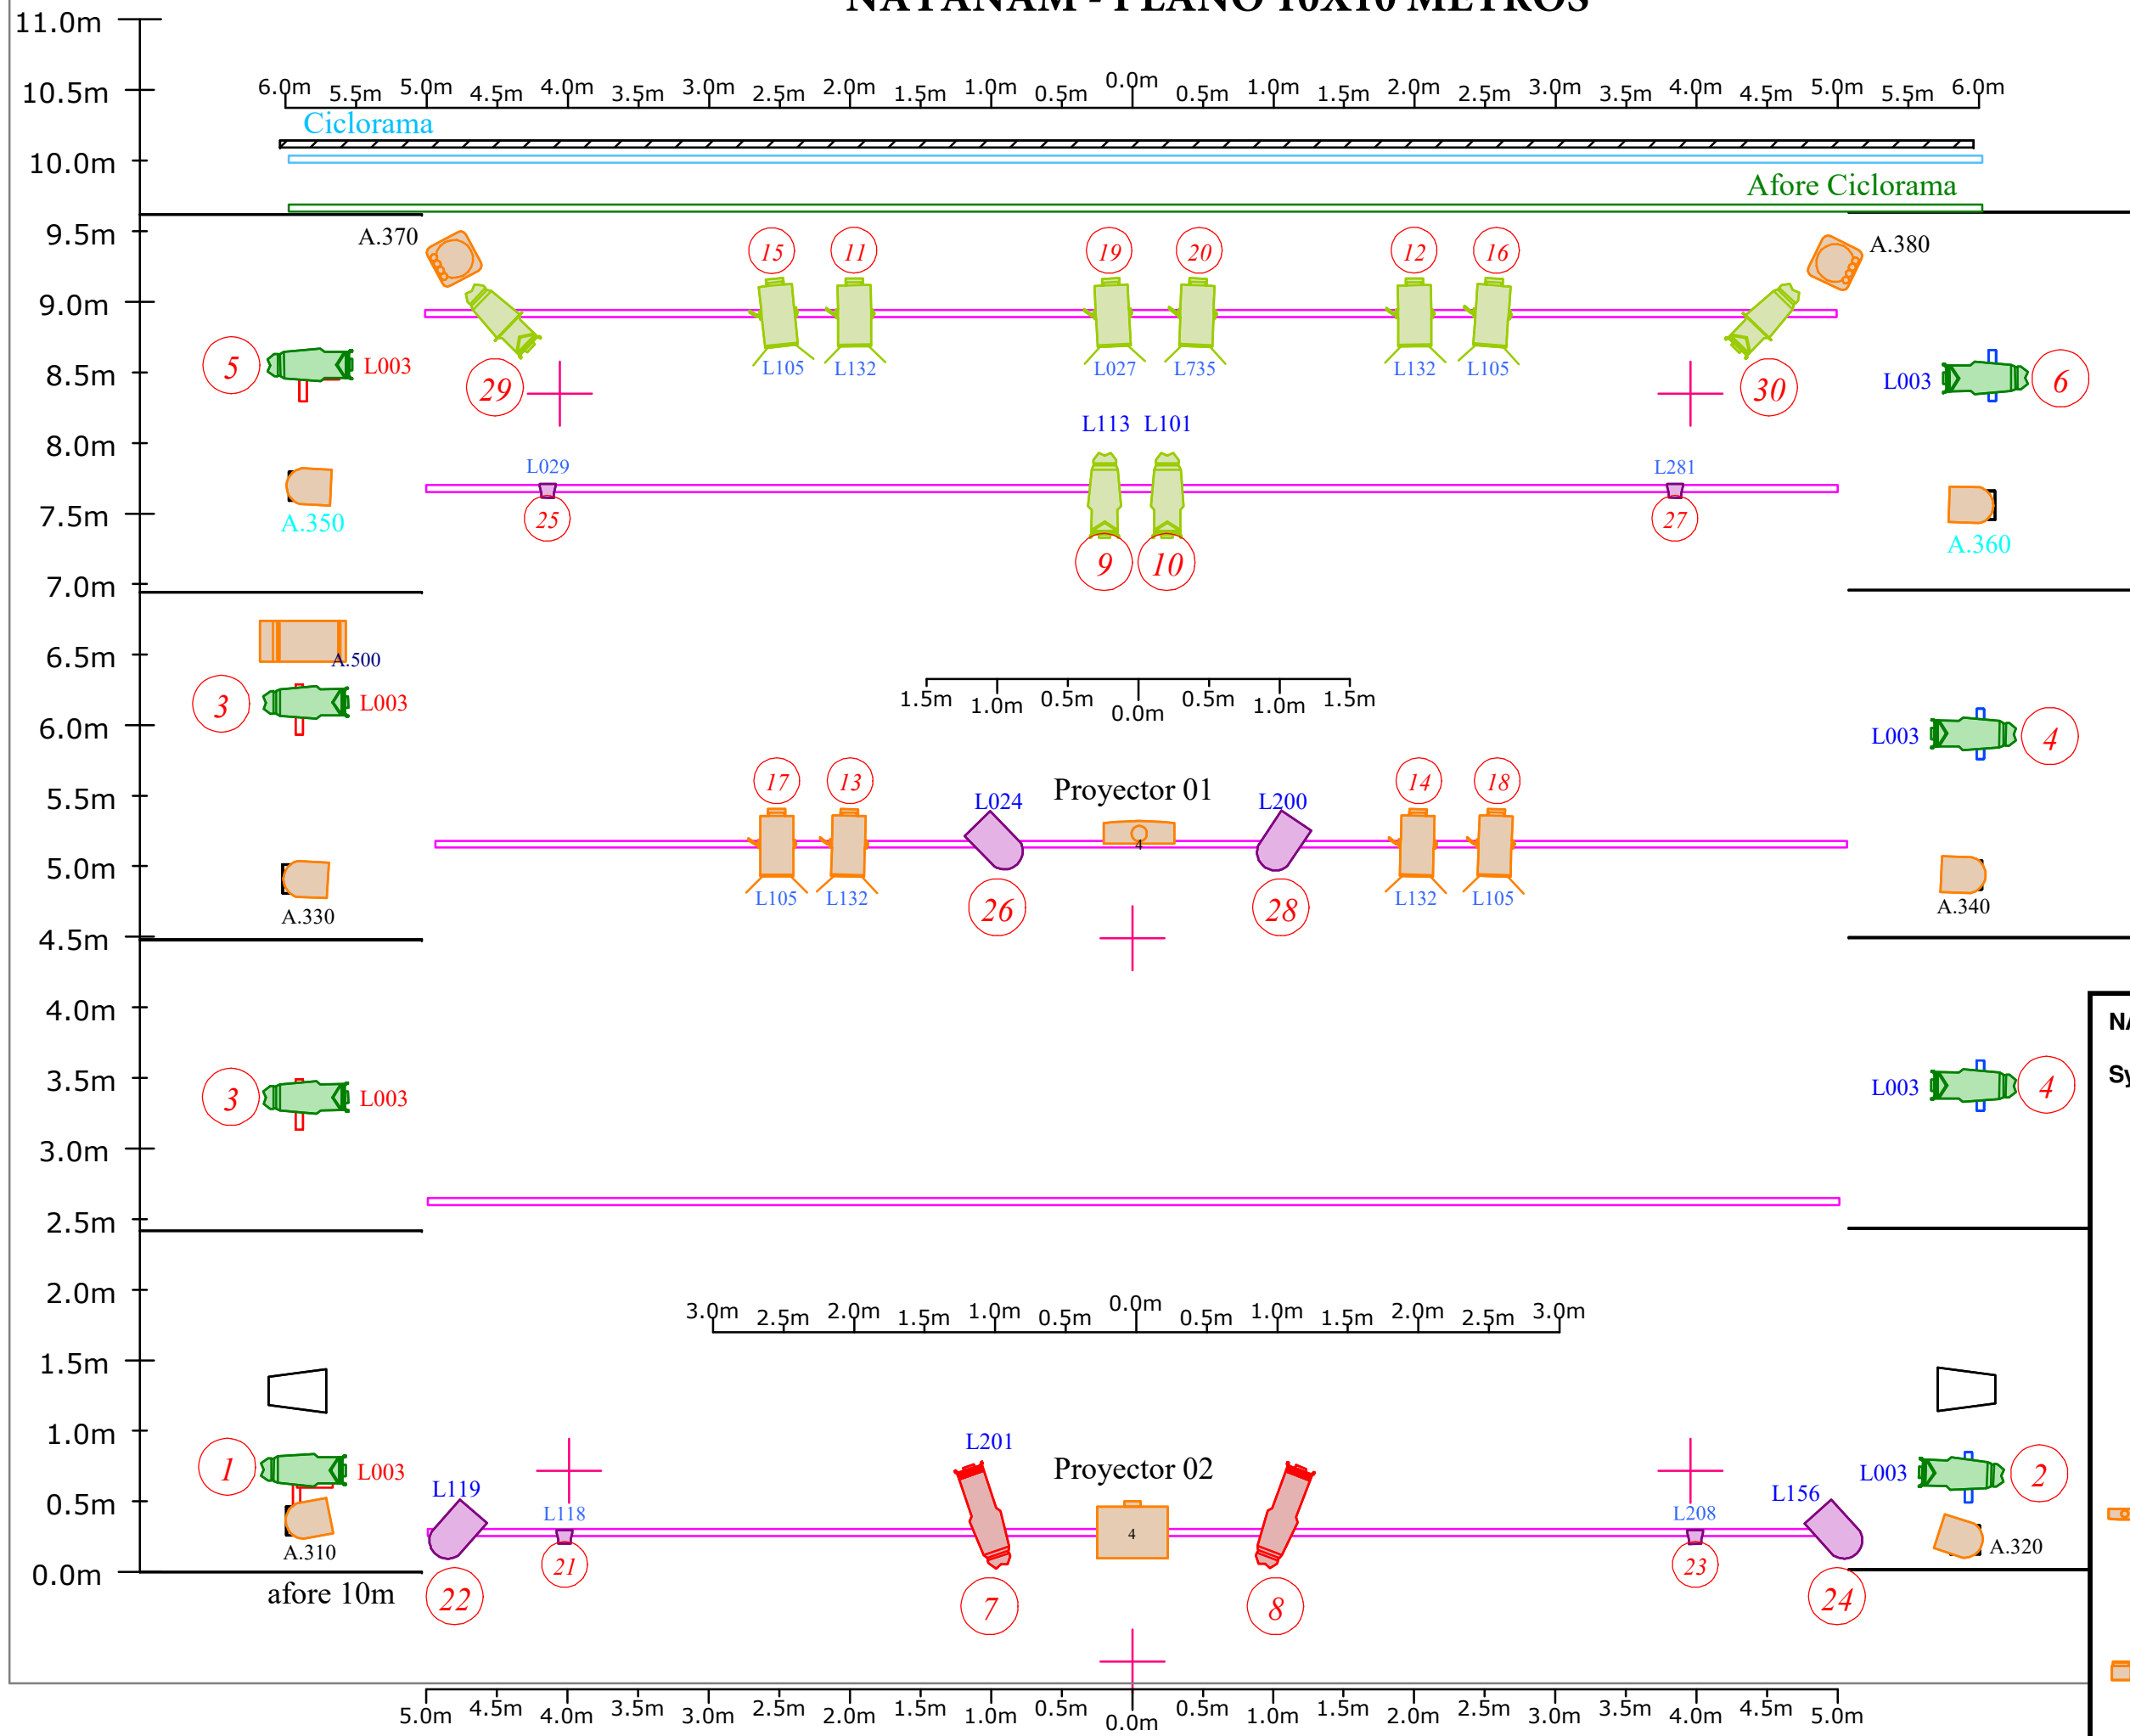 NATANAM - PLANO 10X10 METROS
11.0m
10.5m
6.0m 5.5m 5.0m 4.5m 4.0m 3.5m 3.0m 2.5m 2.0m 1.5m 1.0m 0.5m 0.0m 0.5m 1.0m 1.5m 2.0m 2.5m 3.0m 3.5m 4.0m 4.5m 5.0m 5.5m 6.0m
Ciclorama
10.0m
Afore Ciclorama
9.5m
A.370 15 11 19 20 12 16 A.380
9.0m
5 L003 L105 L132 L027 L735 L132 L105 L003 6
8.5m
29 30
L113 L101
8.0m
L029 L281
A.350 25 27 A.360
7.5m
9 10
7.0m
6.5m
A.500
3 L003
1.5m 1.0m 0.5m 0.0m 0.5m 1.0m 1.5m
6.0m
L003 4
17 13 Proyector 01 14 18
5.5m
L024 L200
4
5.0m
L105 L132 L132 L105
A.330 26 28 A.340
4.5m
4.0m
NA
Sy
3.5m
3 L003 L003 4
3.0m
2.5m
2.0m
3.0m 2.5m 2.0m 1.5m 1.0m 0.5m 0.0m 0.5m 1.0m 1.5m 2.0m 2.5m 3.0m
1.5m
1.0m
L201
1 L003 Proyector 02 L003 2
L119 L156
0.5m
L118 L208
4
A.310 A.320
21 23
0.0m
afore 10m
22 7 8 24
5.0m 4.5m 4.0m 3.5m 3.0m 2.5m 2.0m 1.5m 1.0m 0.5m 0.0m 0.5m 1.0m 1.5m 2.0m 2.5m 3.0m 3.5m 4.0m 4.5m 5.0m